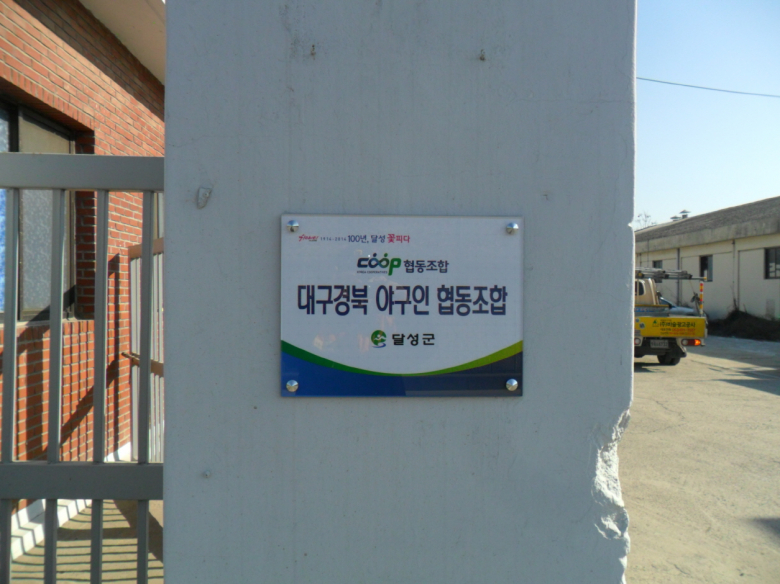 1914-2014 100년, 달성 꽃피다
COOP 협동조합
대구경북 야구인 협동조합
달성군